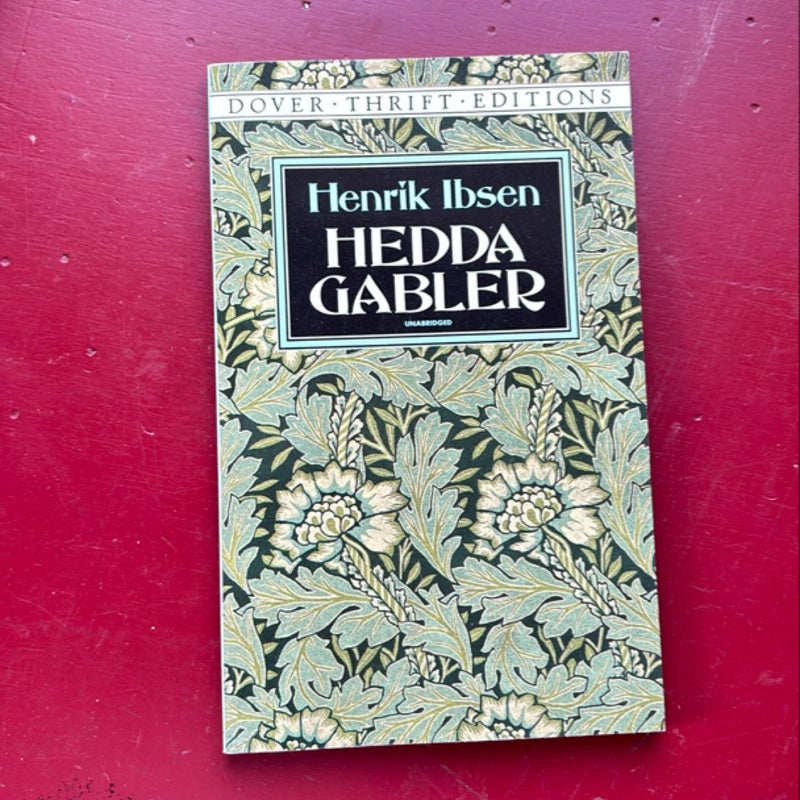 DOVER · THRIFT · EDITIONS
Henrik Ibsen
HEDDA
GABLER
UNABRIDGED